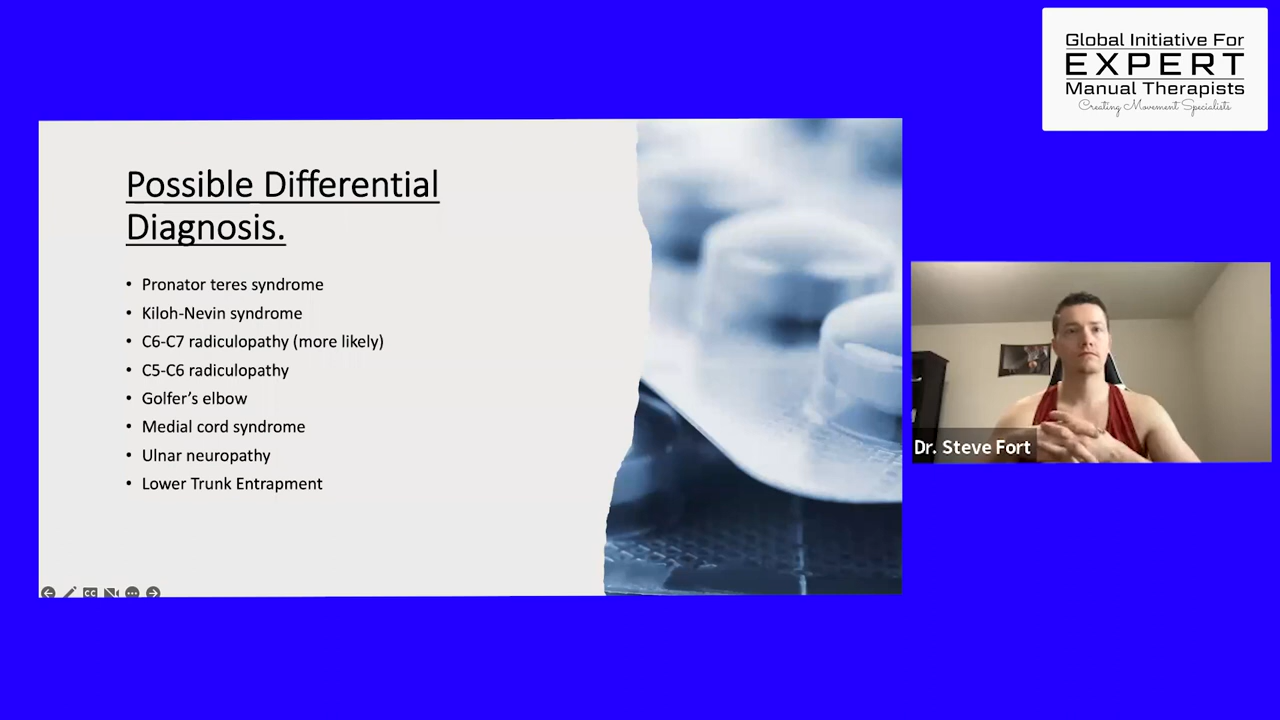 Global Initiative For
EXPERT
Manual Therapists
Creating Movement Specialists
Possible Differential
Diagnosis.
• Pronator teres syndrome
• Kiloh-Nevin syndrome
• C6-C7 radiculopathy (more likely)
• C5-C6 radiculopathy
• Golfer’s elbow
• Medial cord syndrome
• Ulnar neuropathy
• Lower Trunk Entrapment
CC
Dr. Steve Fort